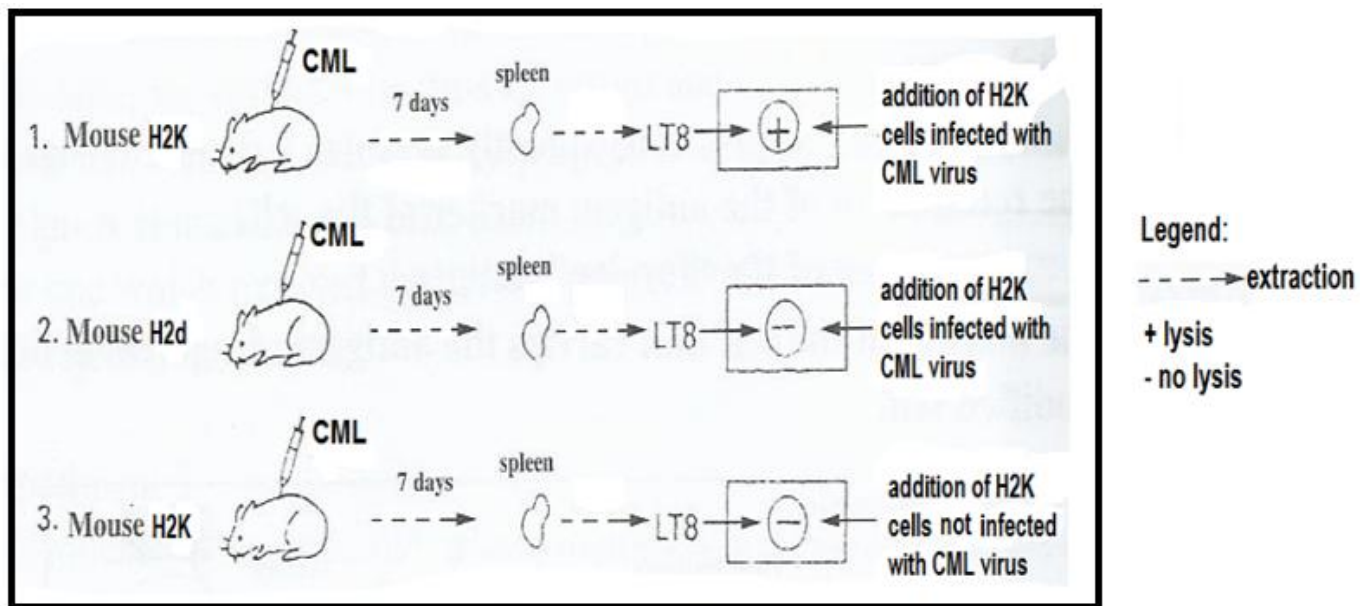 CML
spleen
7 days
1. Mouse H2K
LT8
+
addition of H2K
cells infected with
CML virus
CML
spleen
7 days
2. Mouse H2d
LT8
-
addition of H2K
cells infected with
CML virus
CML
spleen
7 days
3. Mouse H2K
LT8
-
addition of H2K
cells not infected
with CML virus
Legend:
extraction
+ lysis
- no lysis